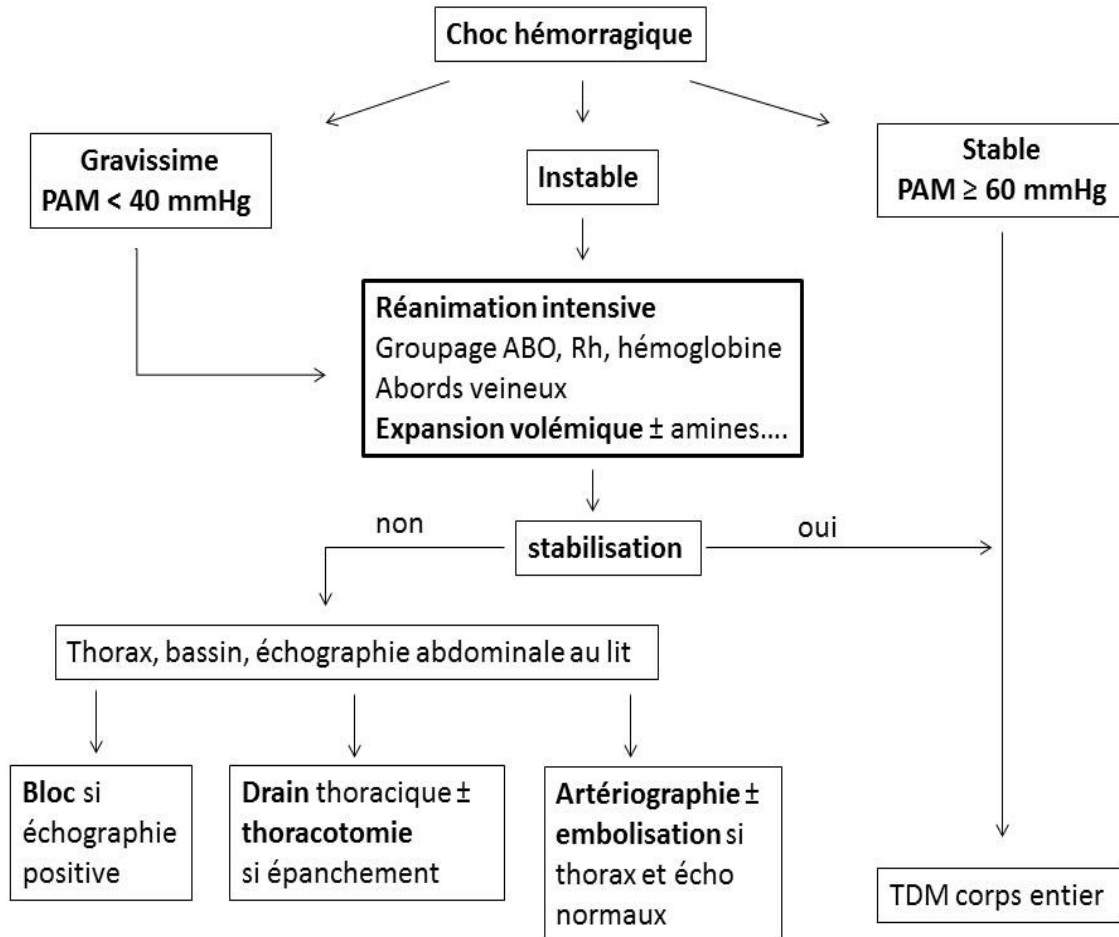 Choc hémorragique
Gravissime
PAM < 40 mmHg
Instable
Stable
PAM ≥ 60 mmHg
Réanimation intensive
Groupage ABO, Rh, hémoglobine
Abords veineux
Expansion volémique ± amines....
non
stabilisation
oui
Thorax, bassin, échographie abdominale au lit
Bloc si
échographie
positive
Drain thoracique ±
thoracotomie
si épanchement
Artériographie ±
embolisation si
thorax et écho
normaux
TDM corps entier